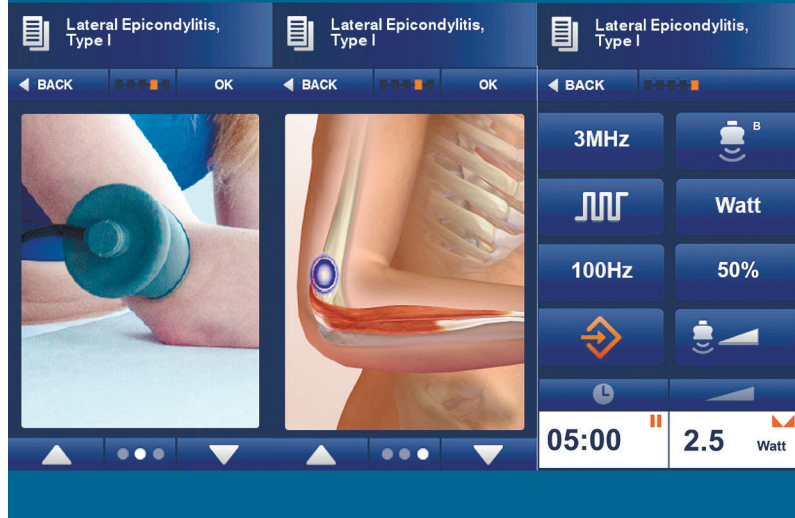 Lateral Epicondylitis,
Type I
BACK
OK
Lateral Epicondylitis,
Type I
BACK
OK
Lateral Epicondylitis,
Type I
BACK
3MHz
B
Watt
100Hz
50%
05:00
2.5 Watt